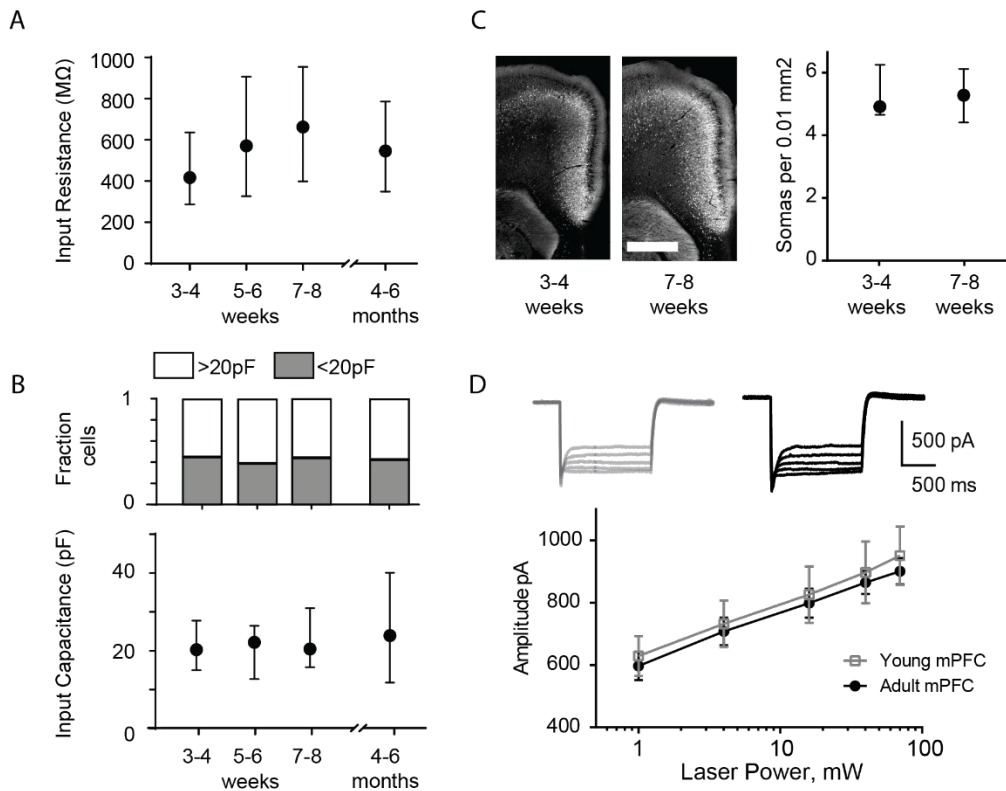 A
Input Resistance (MΩ)
1000
800
600
400
200
0
3-4
5-6
7-8
4-6
weeks
months
B
>20pF
<20pF
Fraction
cells
1
0
Input Capacitance (pF)
40
20
0
3-4
5-6
7-8
4-6
weeks
months
C
3-4
weeks
7-8
weeks
Somas per 0.01 mm2
6
4
2
0
3-4
weeks
7-8
weeks
D
500 pA
500 ms
Amplitude pA
1000
800
600
400
Young mPFC
Adult mPFC
1
10
100
Laser Power, mW